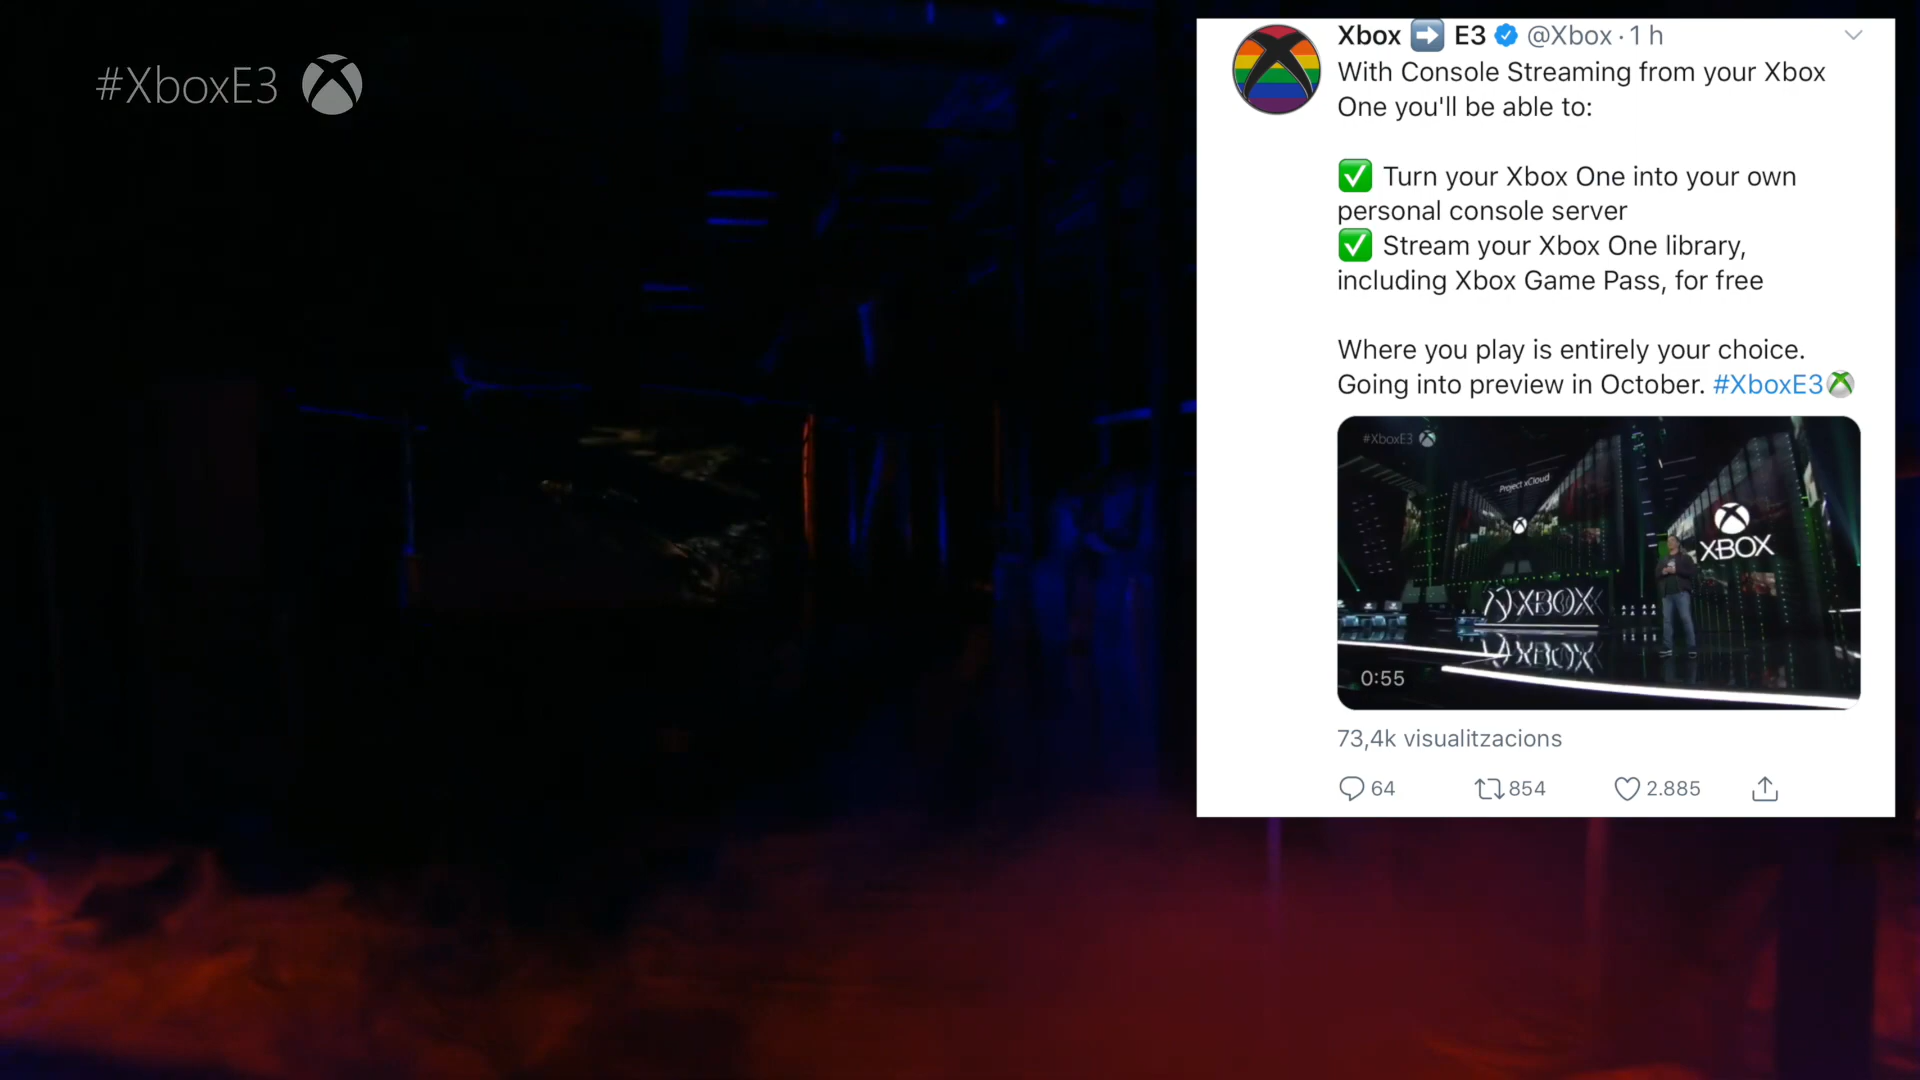 #XboxE3
Xbox ➡️ E3 @Xbox · 1 h
With Console Streaming from your Xbox
One you'll be able to:
✅ Turn your Xbox One into your own
personal console server
✅ Stream your Xbox One library,
including Xbox Game Pass, for free
Where you play is entirely your choice.
Going into preview in October. #XboxE3
#XboxE3
Project xCloud
XBOX
XBOX
0:55
73,4k visualitzacions
64 854 2.885